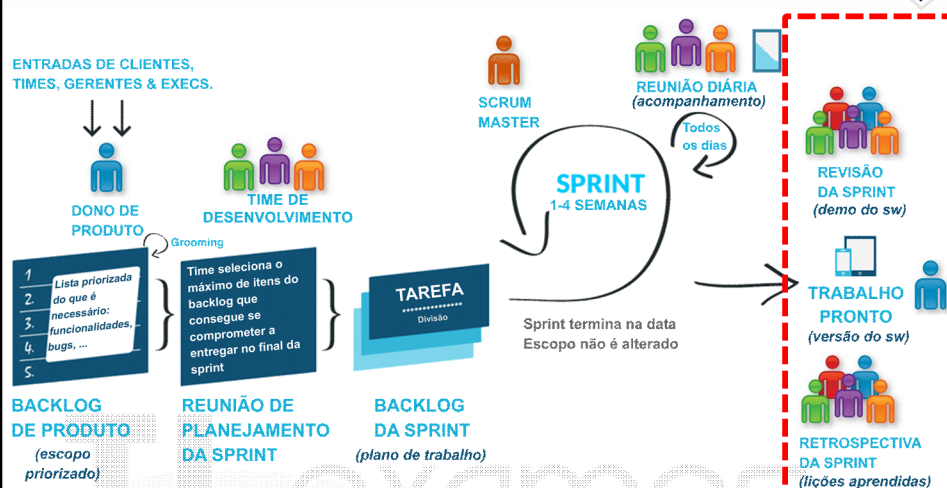 ENTRADAS DE CLIENTES,
TIMES, GERENTES & EXECS.
DONO DE
PRODUTO
Grooming
1
2.
3.
4.
5.
Lista priorizada
do que é
necessário:
funcionalidades,
bugs, ...
BACKLOG
DE PRODUTO
(escopo
priorizado)
TIME DE
DESENVOLVIMENTO
Time seleciona o
máximo de itens do
backlog que
consegue se
comprometer a
entregar no final da
sprint
REUNIÃO DE
PLANEJAMENTO
DA SPRINT
TAREFA
Divisão
BACKLOG
DA SPRINT
(plano de trabalho)
SCRUM
MASTER
SPRINT
1-4 SEMANAS
REUNIÃO DIÁRIA
(acompanhamento)
Todos
os dias
Sprint termina na data
Escopo não é alterado
REVISÃO
DA SPRINT
(demo do sw)
TRABALHO
PRONTO
(versão do sw)
RETROSPECTIVA
DA SPRINT
(lições aprendidas)